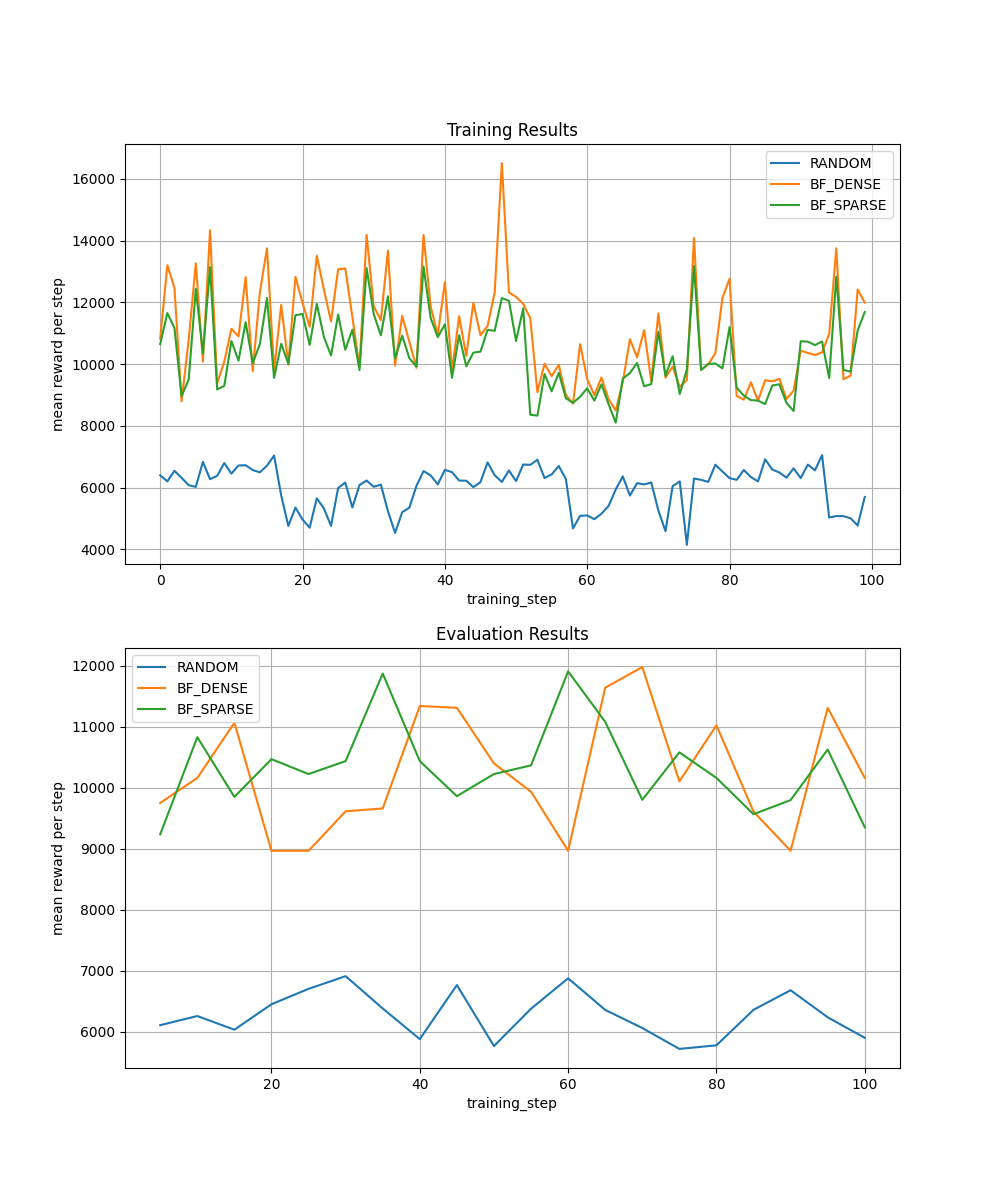 Training Results
mean reward per step
16000
14000
12000
10000
8000
6000
4000
RANDOM
BF_DENSE
BF_SPARSE
0 20 40 60 80 100
training_step
Evaluation Results
mean reward per step
12000
11000
10000
9000
8000
7000
6000
RANDOM
BF_DENSE
BF_SPARSE
20 40 60 80 100
training_step